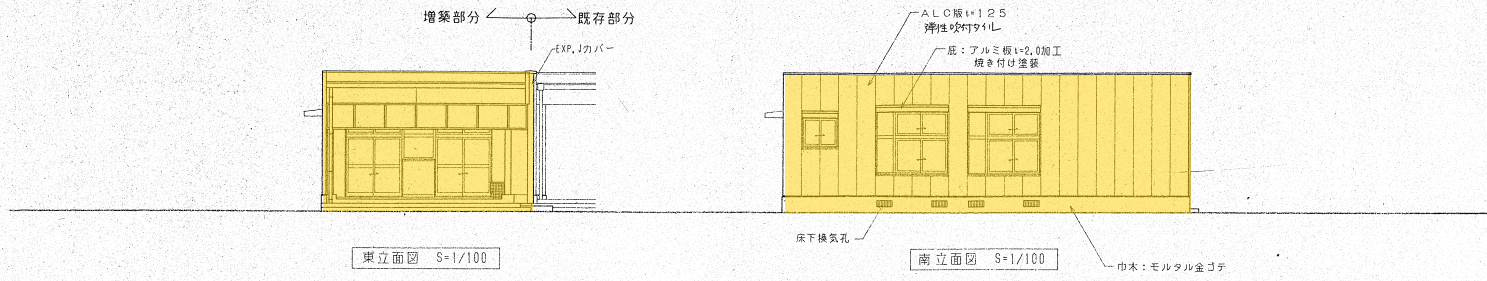 増築部分
既存部分
EXP.Jカバー
ALC版t=125
弾性吹付タイル
庇：アルミ板t=2.0加工
焼き付け塗装
床下換気孔
東立面図 S=1/100
南立面図 S=1/100
巾木：モルタル金ゴテ